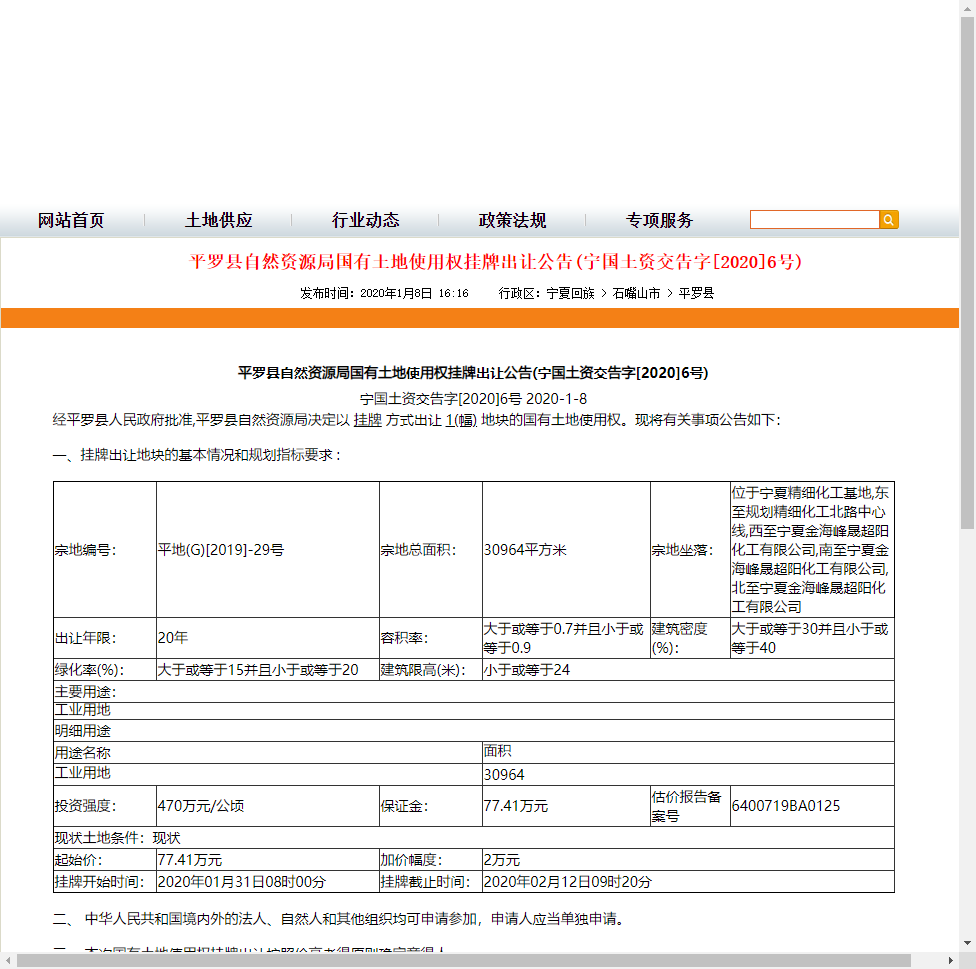 网站首页 土地供应 行业动态 政策法规 专项服务
平罗县自然资源局国有土地使用权挂牌出让公告(宁国土资交告字[2020]6号)
发布时间：2020年1月8日 16:16 行政区：宁夏回族 > 石嘴山市 > 平罗县
平罗县自然资源局国有土地使用权挂牌出让公告(宁国土资交告字[2020]6号)
宁国土资交告字[2020]6号 2020-1-8
经平罗县人民政府批准,平罗县自然资源局决定以 挂牌 方式出让 1(幅) 地块的国有土地使用权。现将有关事项公告如下：
一、挂牌出让地块的基本情况和规划指标要求：
宗地编号： 平地(G)[2019]-29号 宗地总面积： 30964平方米 宗地坐落：
位于宁夏精细化工基地,东
至规划精细化工北路中心
线,西至宁夏金海峰晟超阳
化工有限公司,南至宁夏金
海峰晟超阳化工有限公司,
北至宁夏金海峰晟超阳化
工有限公司
出让年限： 20年 容积率：
大于或等于0.7并且小于或
等于0.9
建筑密度
(%)：
大于或等于30并且小于或
等于40
绿化率(%)： 大于或等于15并且小于或等于20 建筑限高(米)： 小于或等于24
主要用途：
工业用地
明细用途
用途名称 面积
工业用地 30964
投资强度： 470万元/公顷 保证金： 77.41万元
估价报告备
案号
6400719BA0125
现状土地条件：现状
起始价： 77.41万元 加价幅度： 2万元
挂牌开始时间： 2020年01月31日08时00分 挂牌截止时间： 2020年02月12日09时20分
二、 中华人民共和国境内外的法人、自然人和其他组织均可申请参加，申请人应当单独申请。
三、 本次国有土地使用权挂牌出让按照价高者得原则确定竞得人